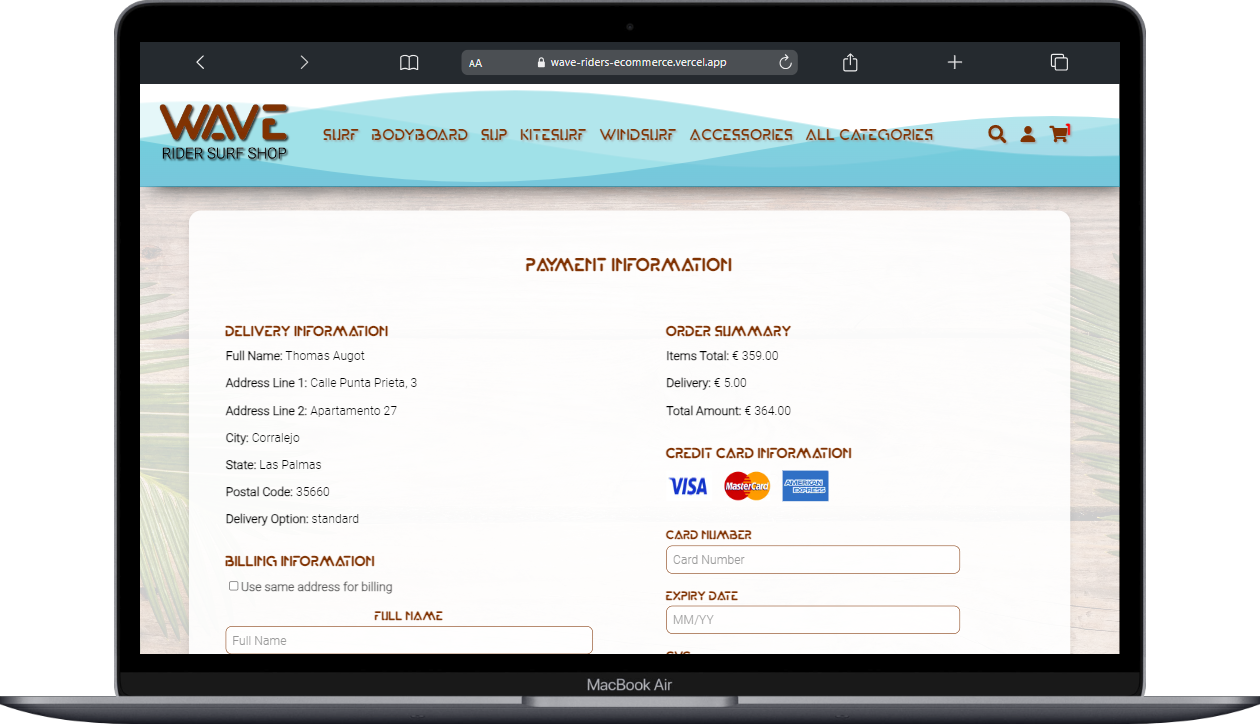 AA wave-riders-ecommerce.vercel.app
WAVE
RIDER SURF SHOP
SURF BODYBOARD SUP KITESURF WINDSURF ACCESSORIES ALL CATEGORIES
1
PAYMENT INFORMATION
DELIVERY INFORMATION
Full Name: Thomas Augot
Address Line 1: Calle Punta Prieta, 3
Address Line 2: Apartamento 27
City: Corralejo
State: Las Palmas
Postal Code: 35660
Delivery Option: standard
BILLING INFORMATION
Use same address for billing
FULL NAME
Full Name
ORDER SUMMARY
Items Total: € 359.00
Delivery: € 5.00
Total Amount: € 364.00
CREDIT CARD INFORMATION
VISA MasterCard AMERICAN EXPRESS
CARD NUMBER
Card Number
EXPIRY DATE
MM/YY
MacBook Air